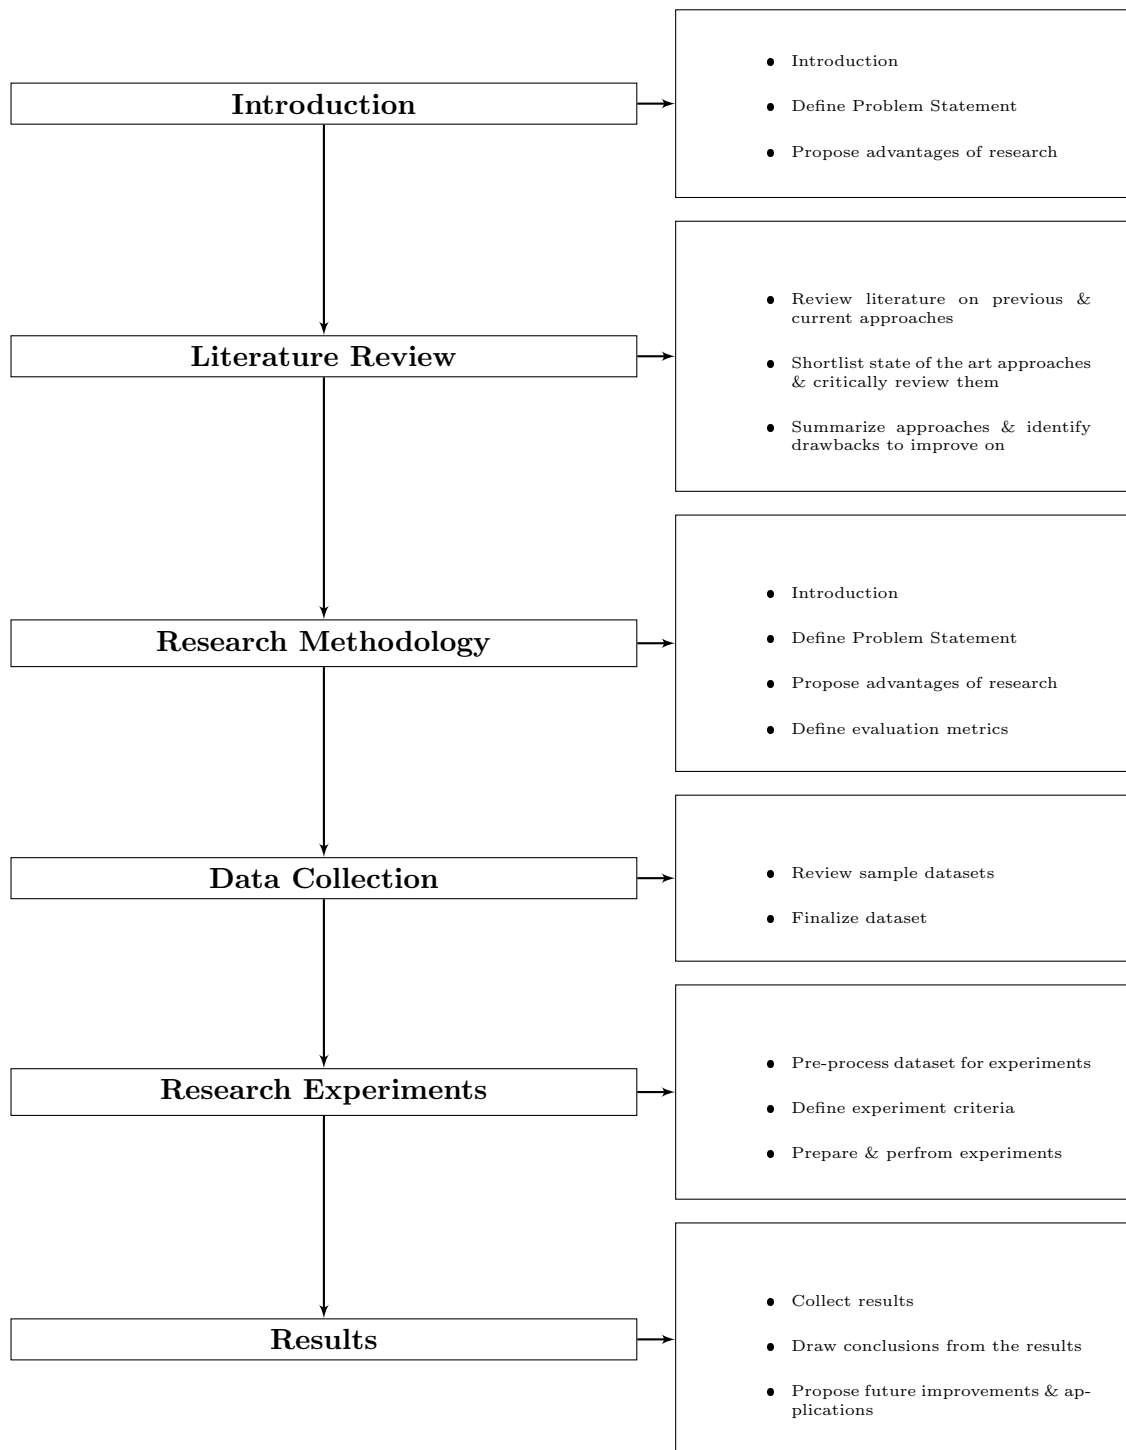 Introduction
• Introduction
• Define Problem Statement
• Propose advantages of research
Literature Review
• Review literature on previous &
current approaches
• Shortlist state of the art approaches
& critically review them
• Summarize approaches & identify
drawbacks to improve on
Research Methodology
• Introduction
• Define Problem Statement
• Propose advantages of research
• Define evaluation metrics
Data Collection
• Review sample datasets
• Finalize dataset
Research Experiments
• Pre-process dataset for experiments
• Define experiment criteria
• Prepare & perfrom experiments
Results
• Collect results
• Draw conclusions from the results
• Propose future improvements & ap-
plications